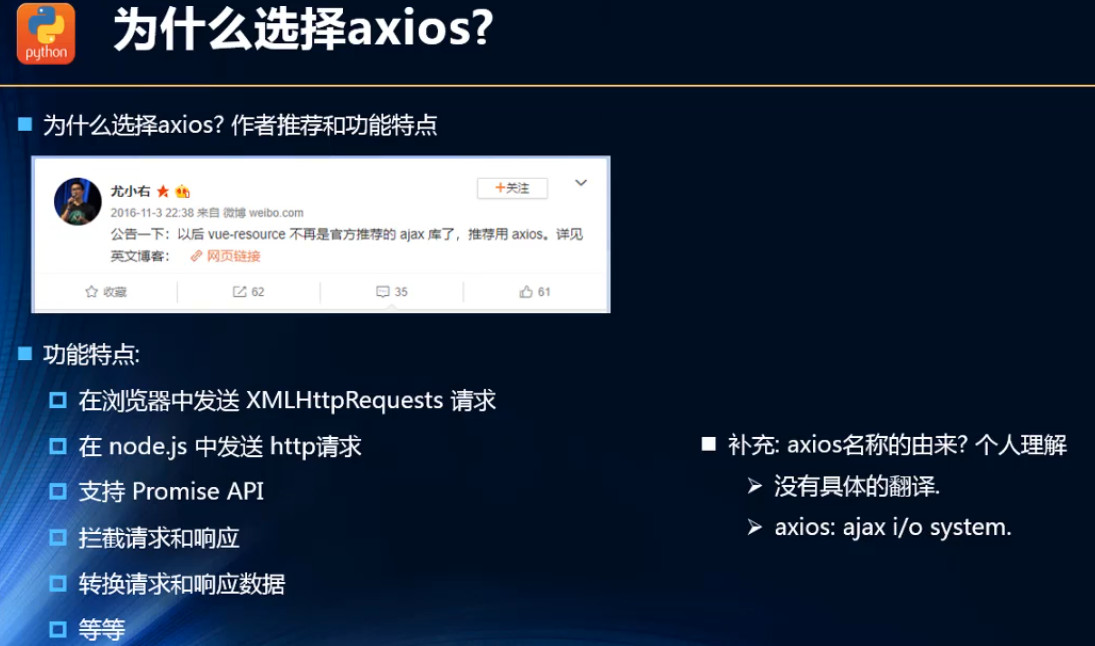 python
为什么选择axios?
为什么选择axios? 作者推荐和功能特点
尤小右
+关注
2016-11-3 22:38 来自 微博 weibo.com
公告一下：以后 vue-resource 不再是官方推荐的 ajax 库了，推荐用 axios。详见
英文博客： 网页链接
收藏 62 35 61
功能特点:
在浏览器中发送 XMLHttpRequests 请求
在 node.js 中发送 http请求
支持 Promise API
拦截请求和响应
转换请求和响应数据
等等
补充: axios名称的由来? 个人理解
没有具体的翻译.
axios: ajax i/o system.